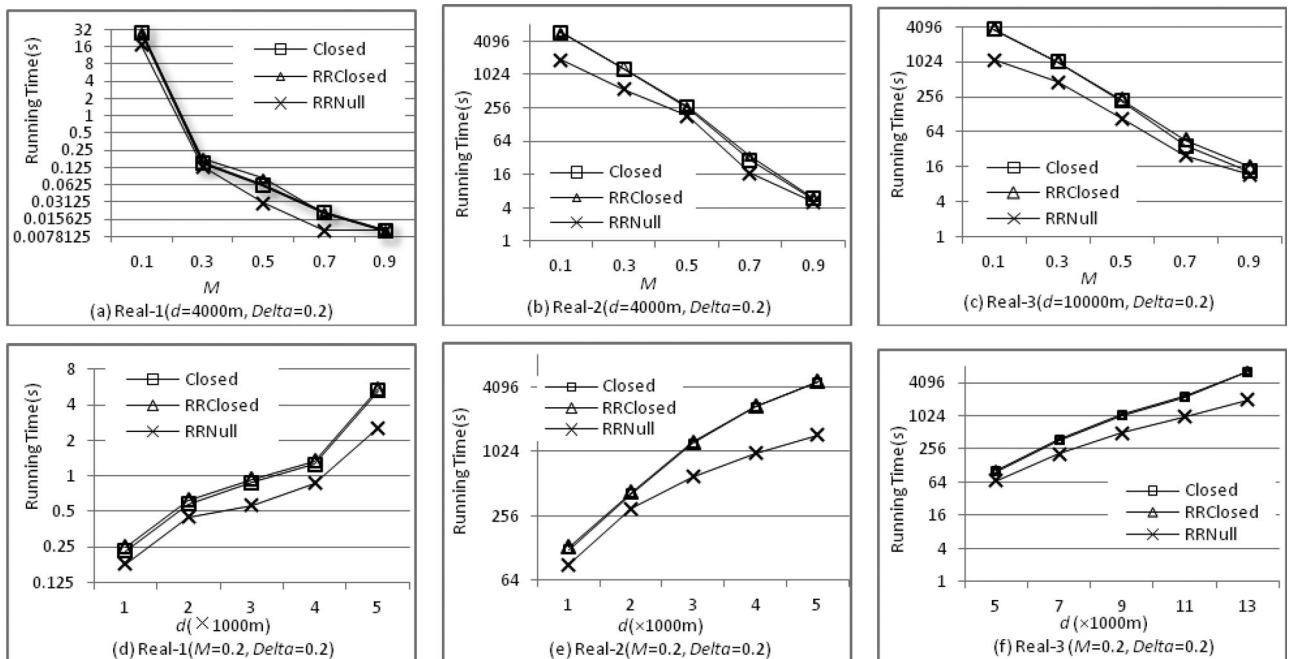 Running Time(s)
32
16
8
4
2
1
0.5
0.25
0.125
0.0625
0.03125
0.015625
0.0078125
Closed
RRClosed
RRNull
0.1 0.3 0.5 0.7 0.9
M
(a) Real-1(d=4000m, Delta=0.2)
Running Time(s)
4096
1024
256
64
16
4
1
Closed
RRClosed
RRNull
0.1 0.3 0.5 0.7 0.9
M
(b) Real-2(d=4000m, Delta=0.2)
Running Time(s)
4096
1024
256
64
16
4
1
Closed
RRClosed
RRNull
0.1 0.3 0.5 0.7 0.9
M
(c) Real-3(d=10000m, Delta=0.2)
Running Time(s)
8
4
2
1
0.5
0.25
0.125
Closed
RRClosed
RRNull
1 2 3 4 5
d(×1000m)
(d) Real-1(M=0.2, Delta=0.2)
Running Time(s)
4096
1024
256
64
Closed
RRClosed
RRNull
1 2 3 4 5
d(×1000m)
(e) Real-2(M=0.2, Delta=0.2)
Running Time(s)
4096
1024
256
64
16
4
1
Closed
RRClosed
RRNull
5 7 9 11 13
d (×1000m)
(f) Real-3 (M=0.2, Delta=0.2)